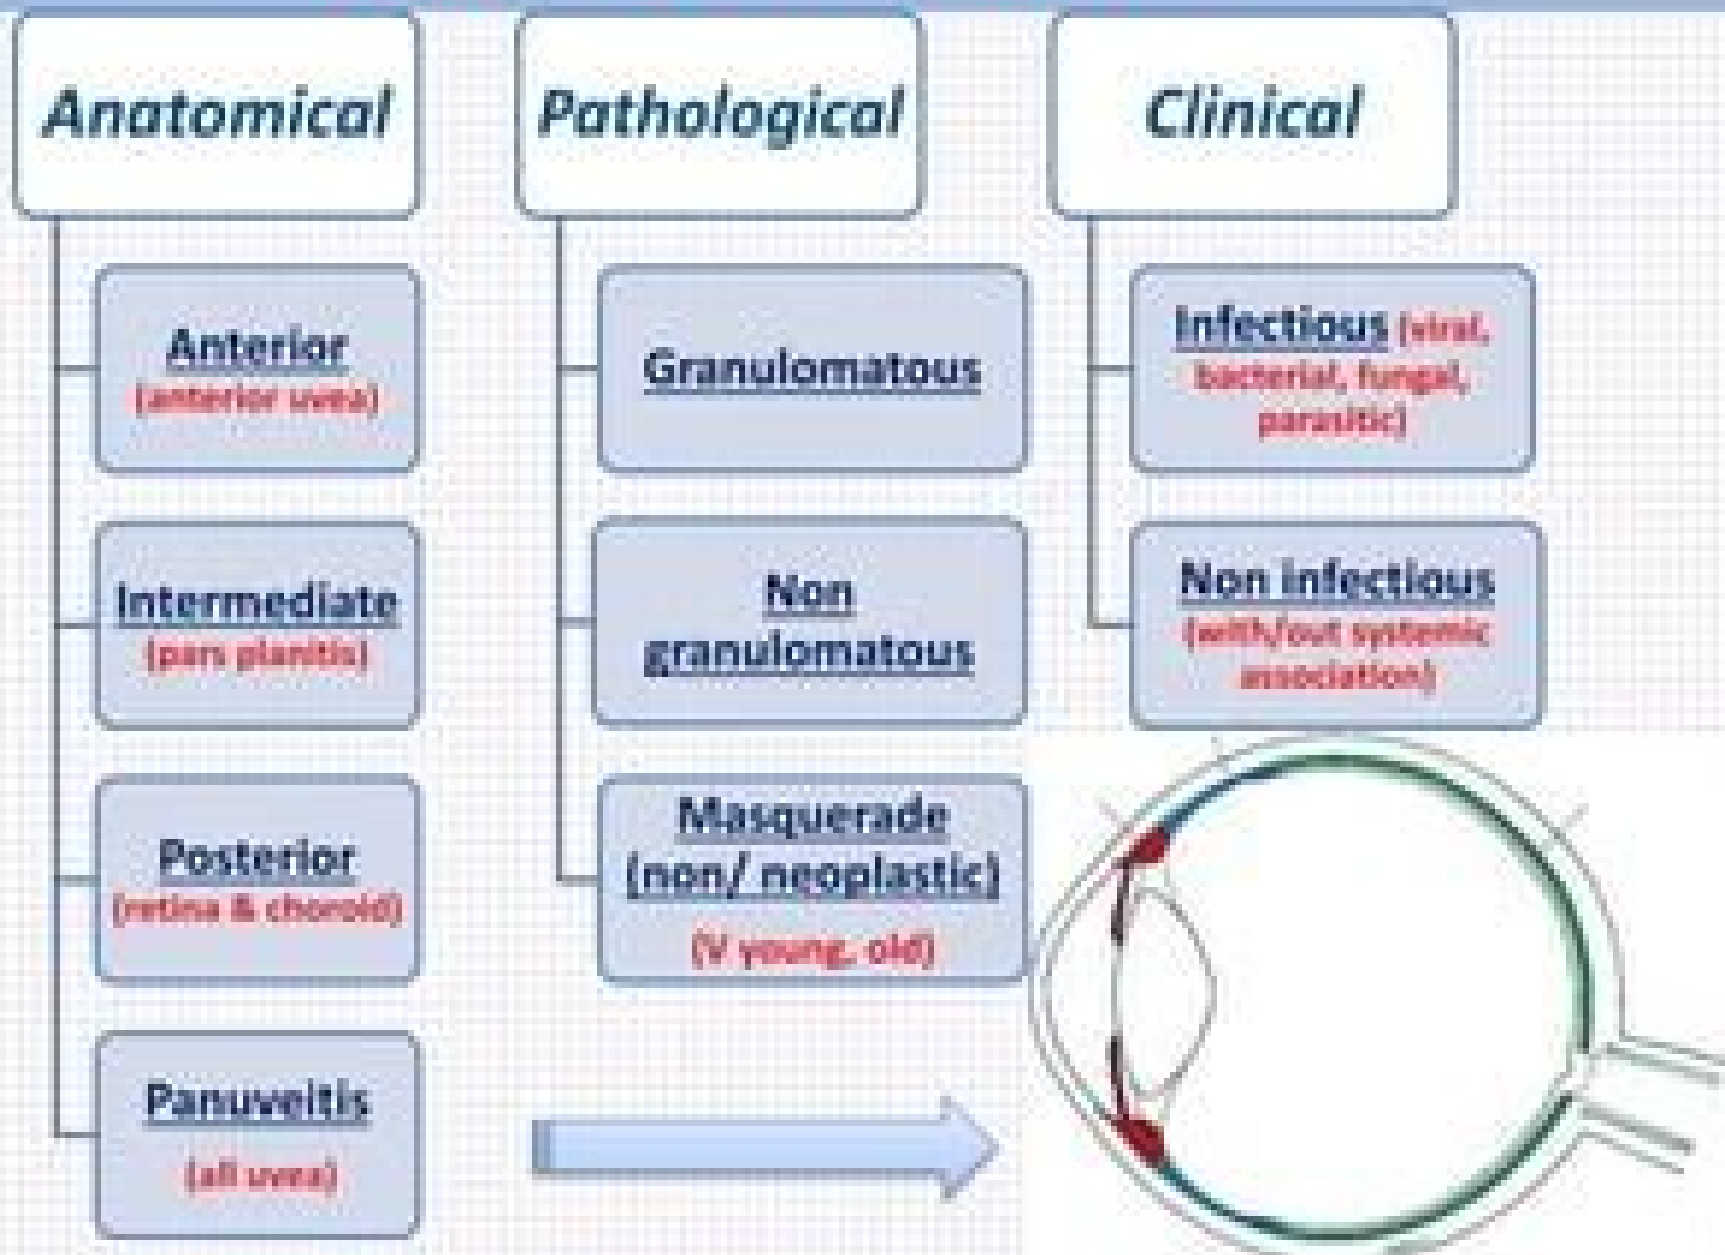 Anatomical
Anterior
(anterior uvea)
Intermediate
(pars planitis)
Posterior
(retina & choroid)
Panuveitis
(all uvea)
Pathological
Granulomatous
Non
granulomatous
Masquerade
(non/ neoplastic)
(V young, old)
Clinical
Infectious (viral,
bacterial, fungal,
parasitic)
Non infectious
(with/out systemic
association)